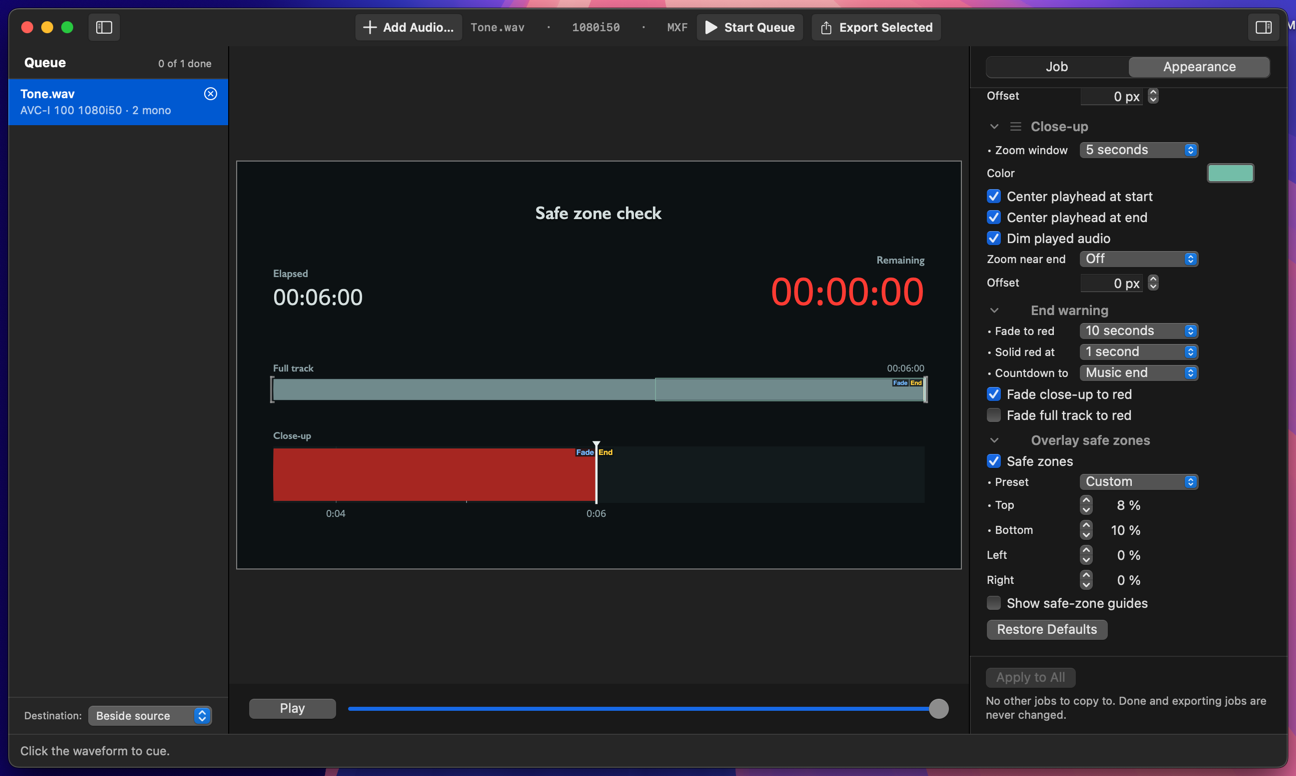 Add Audio... Tone.wav · 1080i50 · MXF Start Queue Export Selected
Queue 0 of 1 done
Tone.wav
AVC-I 100 1080i50 · 2 mono
Destination: Beside source
Click the waveform to cue.
Safe zone check
Elapsed
00:06:00
Remaining
00:00:00
Full track 00:06:00
Fade End
Close-up
Fade End
0:04 0:06
Play
Job Appearance
Offset 0 px
Close-up
• Zoom window 5 seconds
Color
Center playhead at start
Center playhead at end
Dim played audio
Zoom near end Off
Offset 0 px
End warning
• Fade to red 10 seconds
• Solid red at 1 second
• Countdown to Music end
Fade close-up to red
Fade full track to red
Overlay safe zones
Safe zones
• Preset Custom
• Top 8 %
• Bottom 10 %
Left 0 %
Right 0 %
Show safe-zone guides
Restore Defaults
Apply to All
No other jobs to copy to. Done and exporting jobs are
never changed.